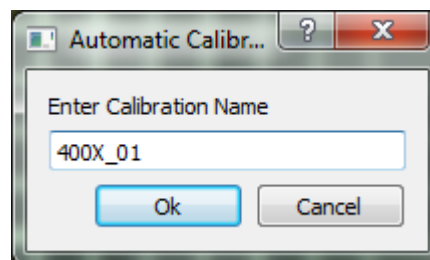 Automatic Calibr...
?
X
Enter Calibration Name
400X_01
Ok
Cancel